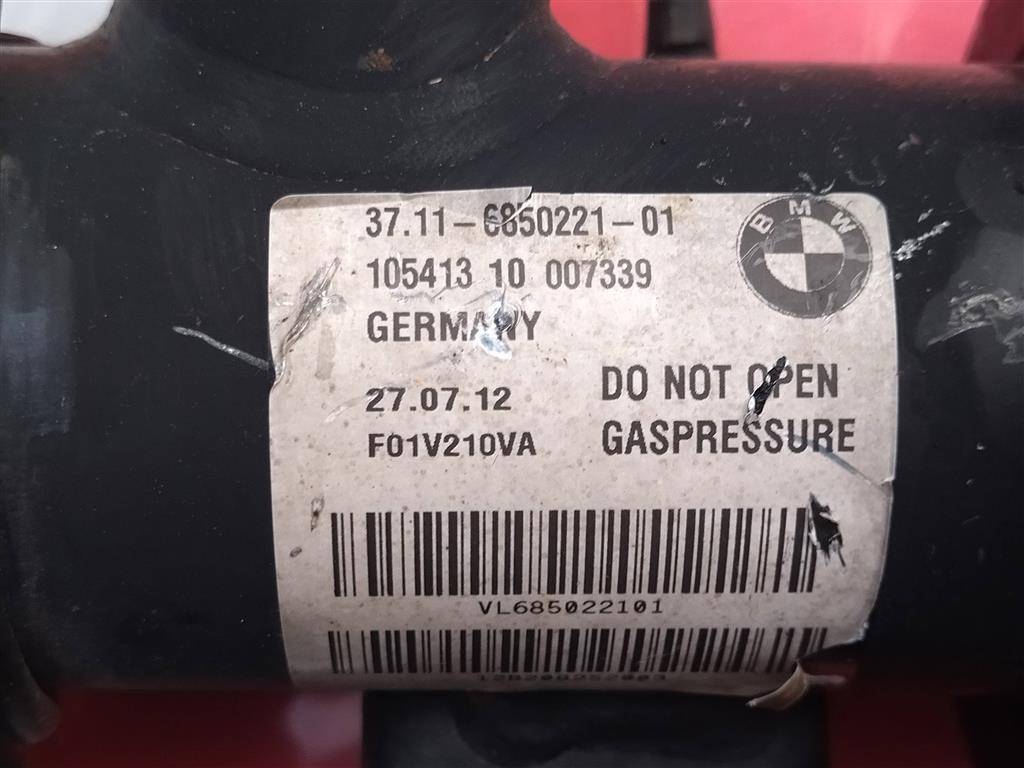 37.11-6850221-01
BMW
105413 10 007339
GERMANY
27.07.12
DO NOT OPEN
F01V210VA
GASPRESSURE
VL685022101